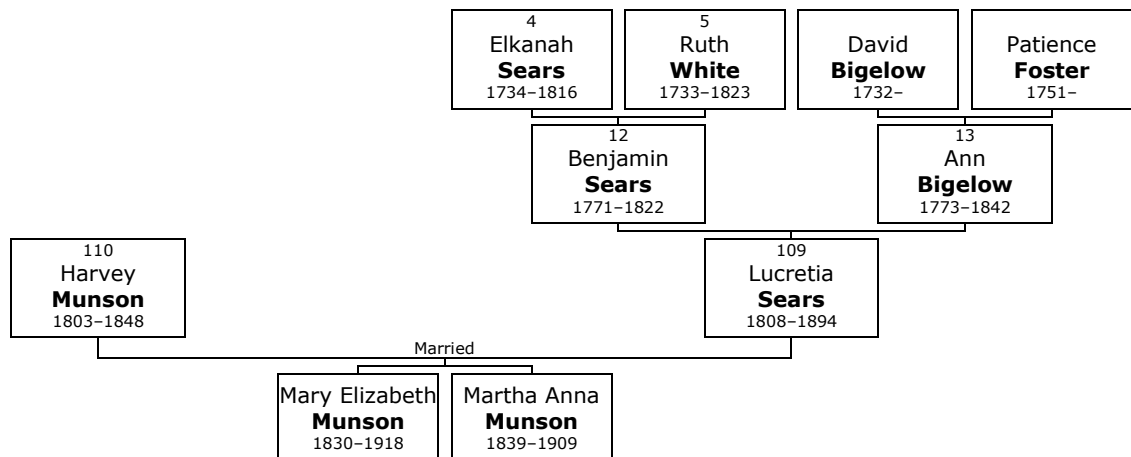 4
Elkanah
Sears
1734–1816
5
Ruth
White
1733–1823
David
Bigelow
1732–
Patience
Foster
1751–
12
Benjamin
Sears
1771–1822
13
Ann
Bigelow
1773–1842
110
Harvey
Munson
1803–1848
109
Lucretia
Sears
1808–1894
Married
Mary Elizabeth
Munson
1830–1918
Martha Anna
Munson
1839–1909